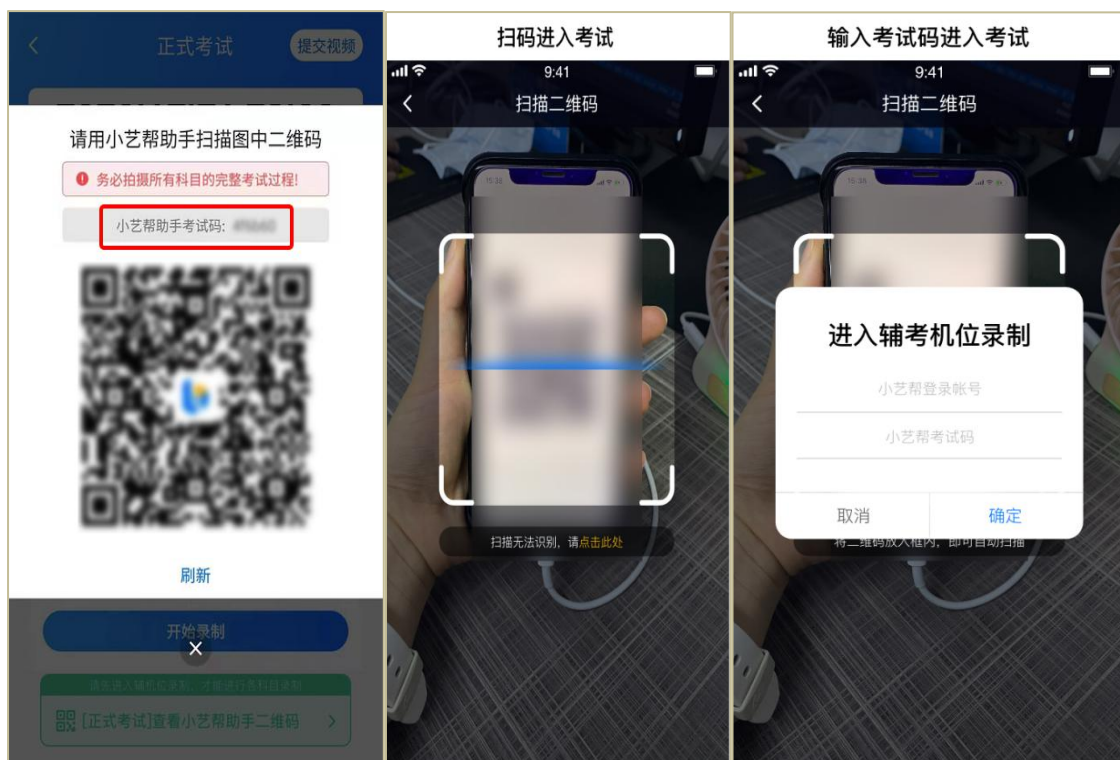 正式考试
提交视频
请用小艺帮助手扫描图中二维码
务必拍摄所有科目的完整考试过程!
小艺帮助手考试码:
刷新
开始录制
请先进入辅机位录制，才能进行各科目录制
[正式考试]查看小艺帮助手二维码
扫码进入考试
9:41
扫描二维码
扫描无法识别，请点击此处
输入考试码进入考试
9:41
扫描二维码
进入辅考机位录制
小艺帮登录帐号
小艺帮考试码
取消
确定
将二维码放入框内，即可自动扫描